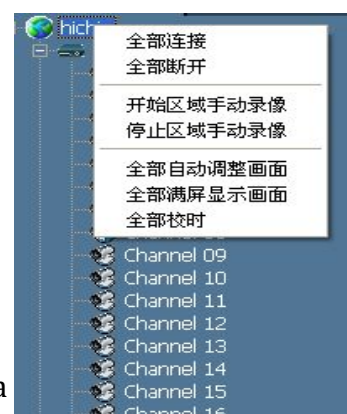 全部连接
全部断开
开始区域手动录像
停止区域手动录像
全部自动调整画面
全部满屏显示画面
全部校时
Channel 09
Channel 10
Channel 11
Channel 12
Channel 13
Channel 14
a
Channel 15
Channel 16